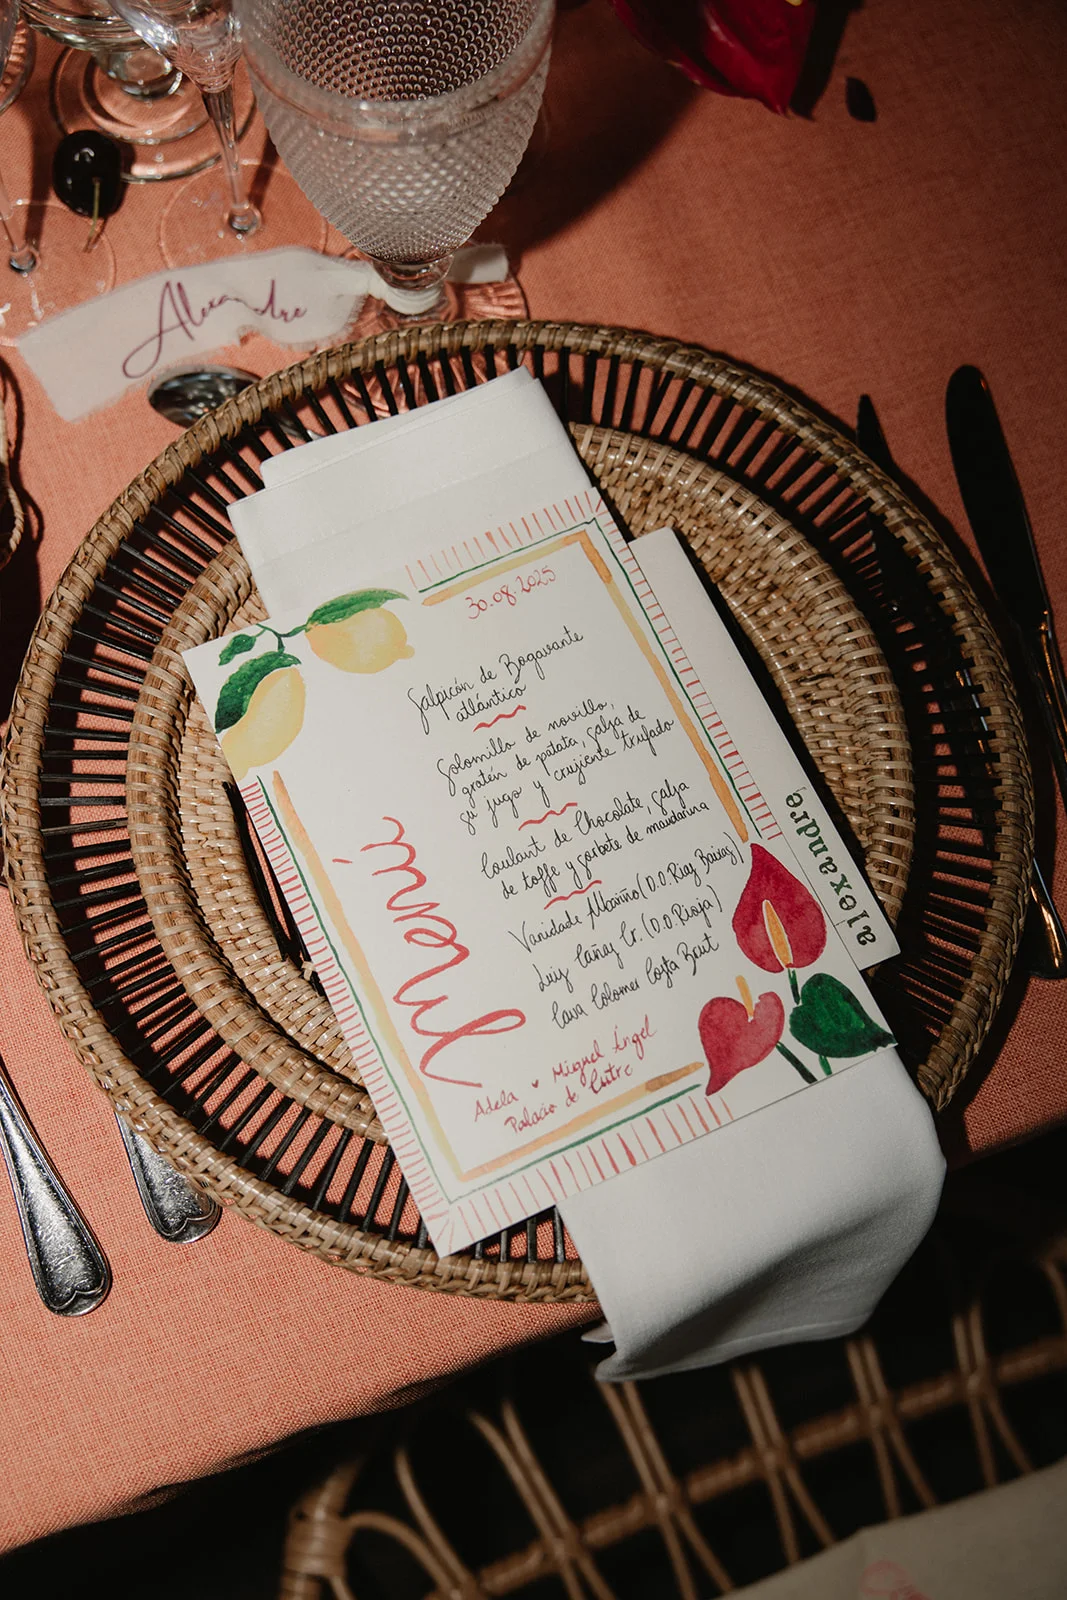 Alexandre
30·08·2025
Salpicón de Bogavante
atlántico
Solomillo de novillo,
gratén de patata, salsa de
su jugo y crujiente trufado
Coulant de Chocolate, salsa
de toffe y sorbete de mandarina
Vanidade Albariño (D.O. Rias Baixas)
Luis Cañas Cr. (D.O. Rioja)
Cava Colomer Costa Brut
Menú
Adela ♥ Miguel Ángel
Palacio de Cutre
alexandre